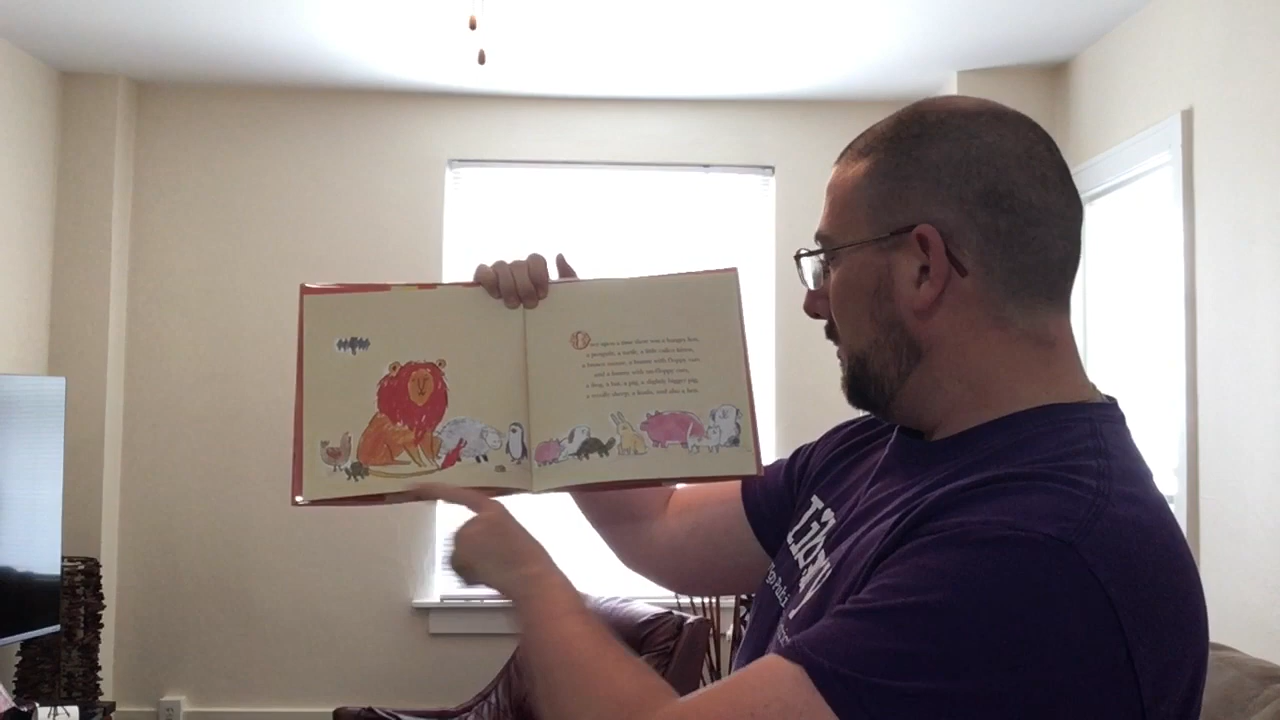 Once upon a time there was a hungry lion,
a penguin, a turtle, a little calico kitten,
a brown mouse, a bunny with floppy ears
and a bunny with un-floppy ears,
a frog, a bat, a pig, a slightly bigger pig,
a woolly sheep, a koala, and also a hen.
Library